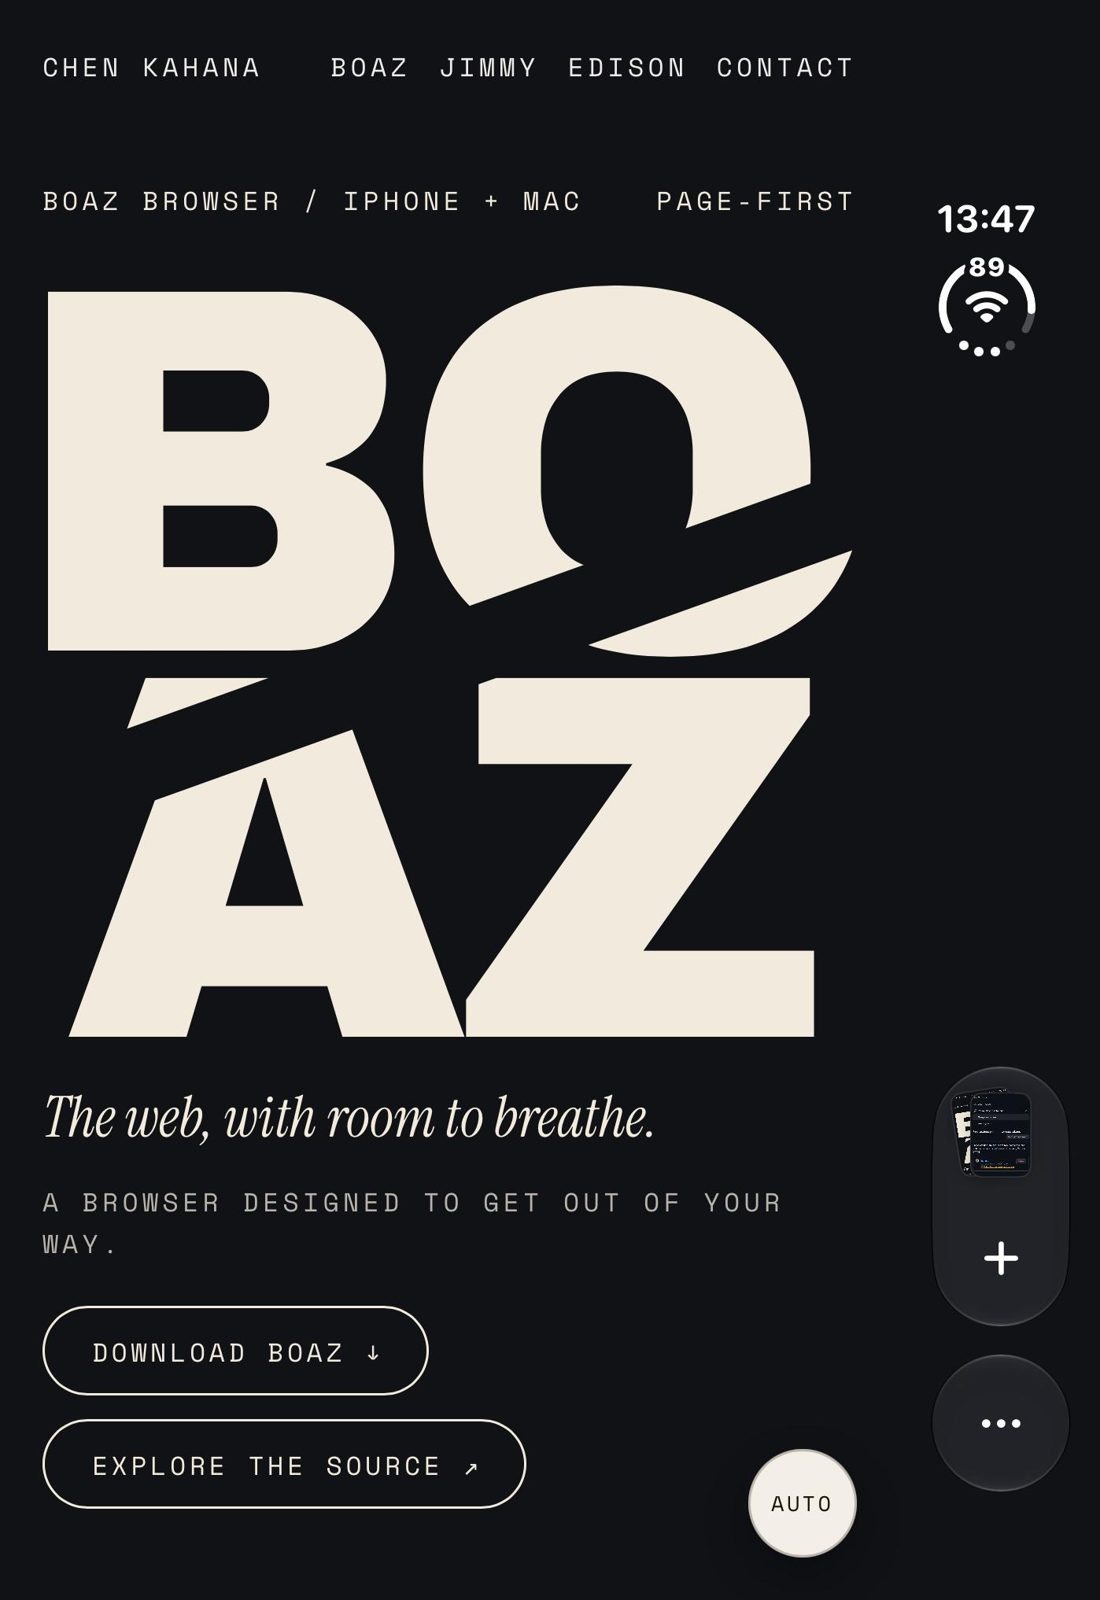 CHEN KAHANA BOAZ JIMMY EDISON CONTACT
BOAZ BROWSER / IPHONE + MAC PAGE-FIRST
13:47
89
BO
AZ
The web, with room to breathe.
A BROWSER DESIGNED TO GET OUT OF YOUR
WAY.
DOWNLOAD BOAZ ↓
EXPLORE THE SOURCE ↗
AUTO